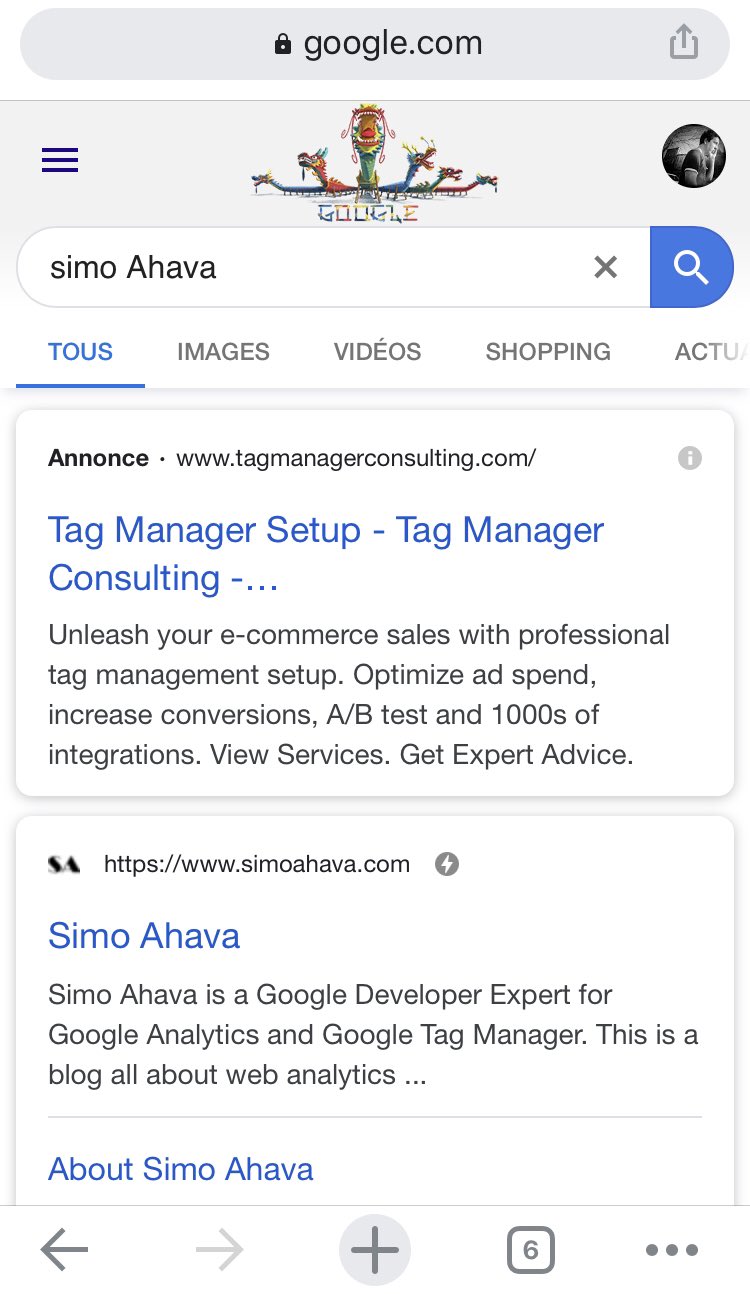 google.com
GOOGLE
simo Ahava
TOUS IMAGES VIDÉOS SHOPPING ACTUA
Annonce · www.tagmanagerconsulting.com/
Tag Manager Setup - Tag Manager
Consulting -...
Unleash your e-commerce sales with professional
tag management setup. Optimize ad spend,
increase conversions, A/B test and 1000s of
integrations. View Services. Get Expert Advice.
SA https://www.simoahava.com
Simo Ahava
Simo Ahava is a Google Developer Expert for
Google Analytics and Google Tag Manager. This is a
blog all about web analytics ...
About Simo Ahava
6